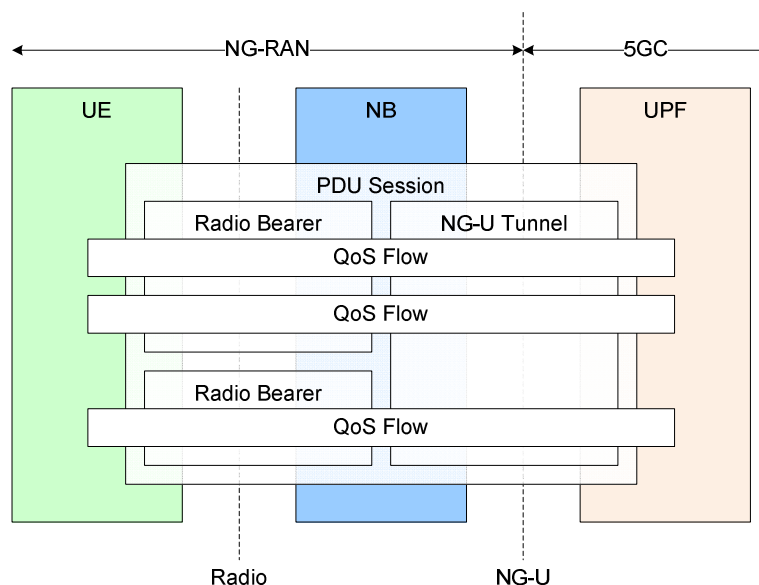 NG-RAN
5GC
UE
NB
UPF
PDU Session
Radio Bearer
NG-U Tunnel
QoS Flow
QoS Flow
Radio Bearer
QoS Flow
Radio
NG-U